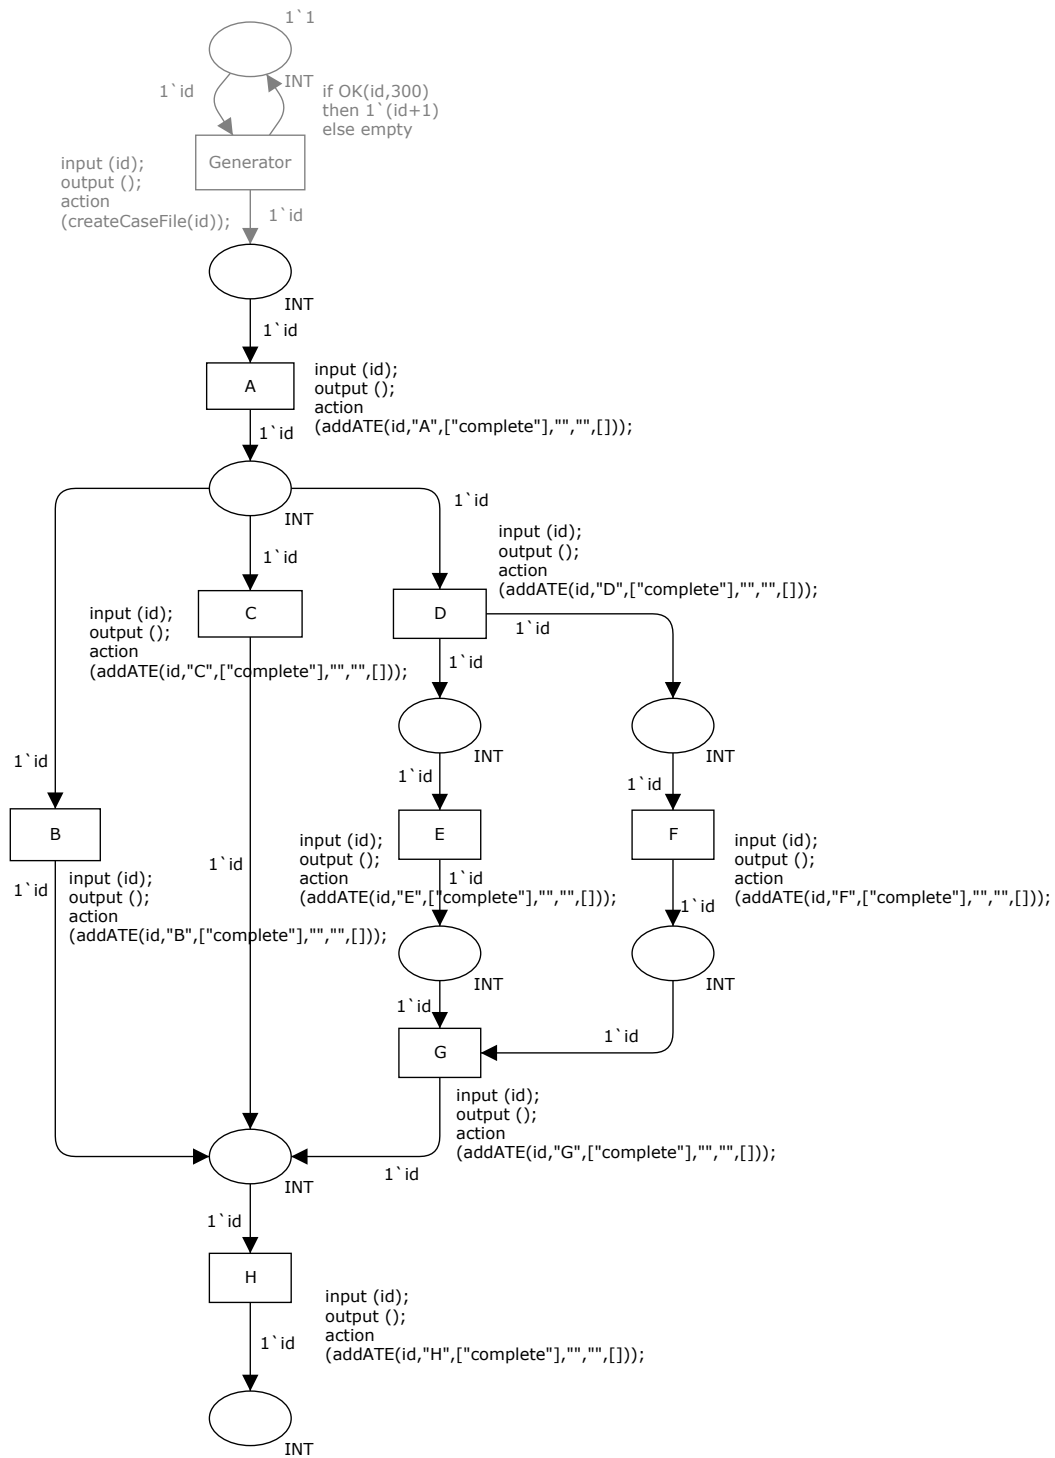 1`1
INT
1`id
if OK(id,300)
then 1`(id+1)
else empty
Generator
input (id);
output ();
action
(createCaseFile(id));
1`id
INT
1`id
A
input (id);
output ();
action
(addATE(id,"A",["complete"],"","",[]));
1`id
INT
1`id
1`id
input (id);
output ();
action
(addATE(id,"D",["complete"],"","",[]));
C
D
input (id);
output ();
action
(addATE(id,"C",["complete"],"","",[]));
1`id
1`id
INT
INT
1`id
1`id
1`id
B
E
F
input (id);
output ();
action
(addATE(id,"E",["complete"],"","",[]));
input (id);
output ();
action
(addATE(id,"F",["complete"],"","",[]));
1`id
1`id
input (id);
output ();
action
(addATE(id,"B",["complete"],"","",[]));
1`id
1`id
INT
INT
1`id
1`id
G
input (id);
output ();
action
(addATE(id,"G",["complete"],"","",[]));
1`id
INT
1`id
H
input (id);
output ();
action
(addATE(id,"H",["complete"],"","",[]));
1`id
INT